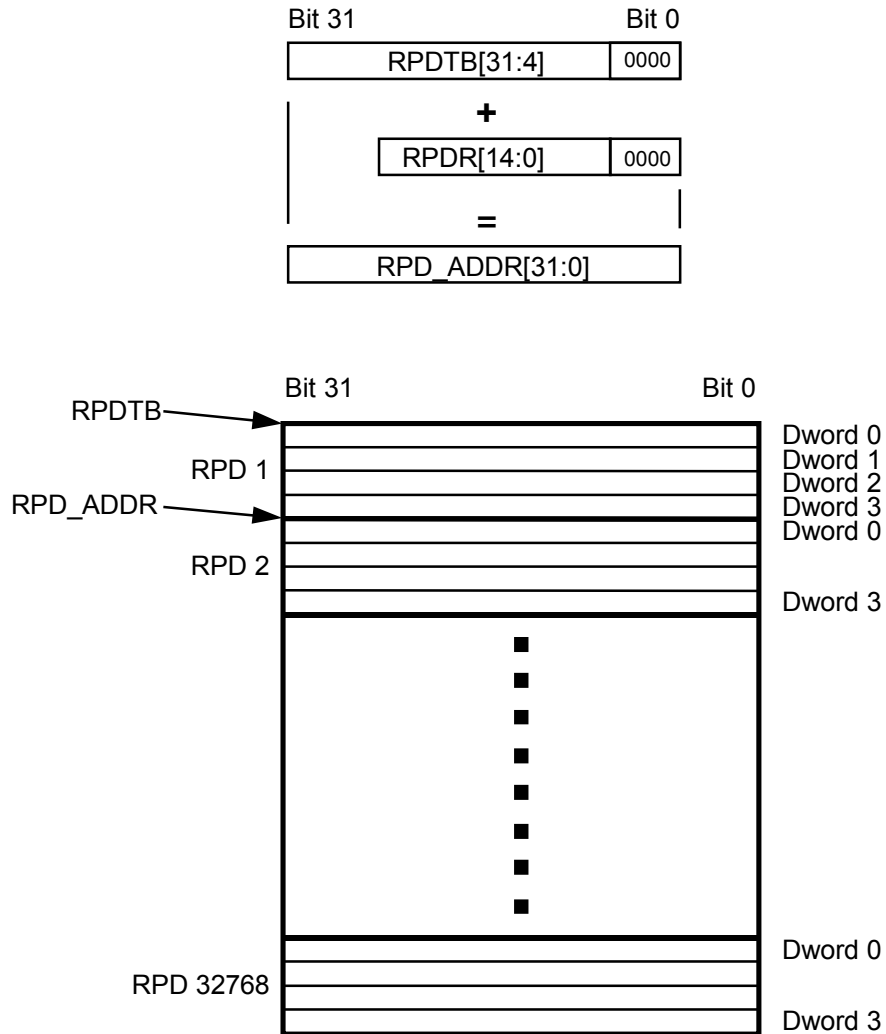 Bit 31 Bit 0
RPDTB[31:4] 0000
+
RPDR[14:0] 0000
=
RPD_ADDR[31:0]
Bit 31 Bit 0
RPDTB
Dword 0
Dword 1
RPD 1
Dword 2
Dword 3
RPD_ADDR
Dword 0
RPD 2
Dword 3
Dword 0
RPD 32768
Dword 3